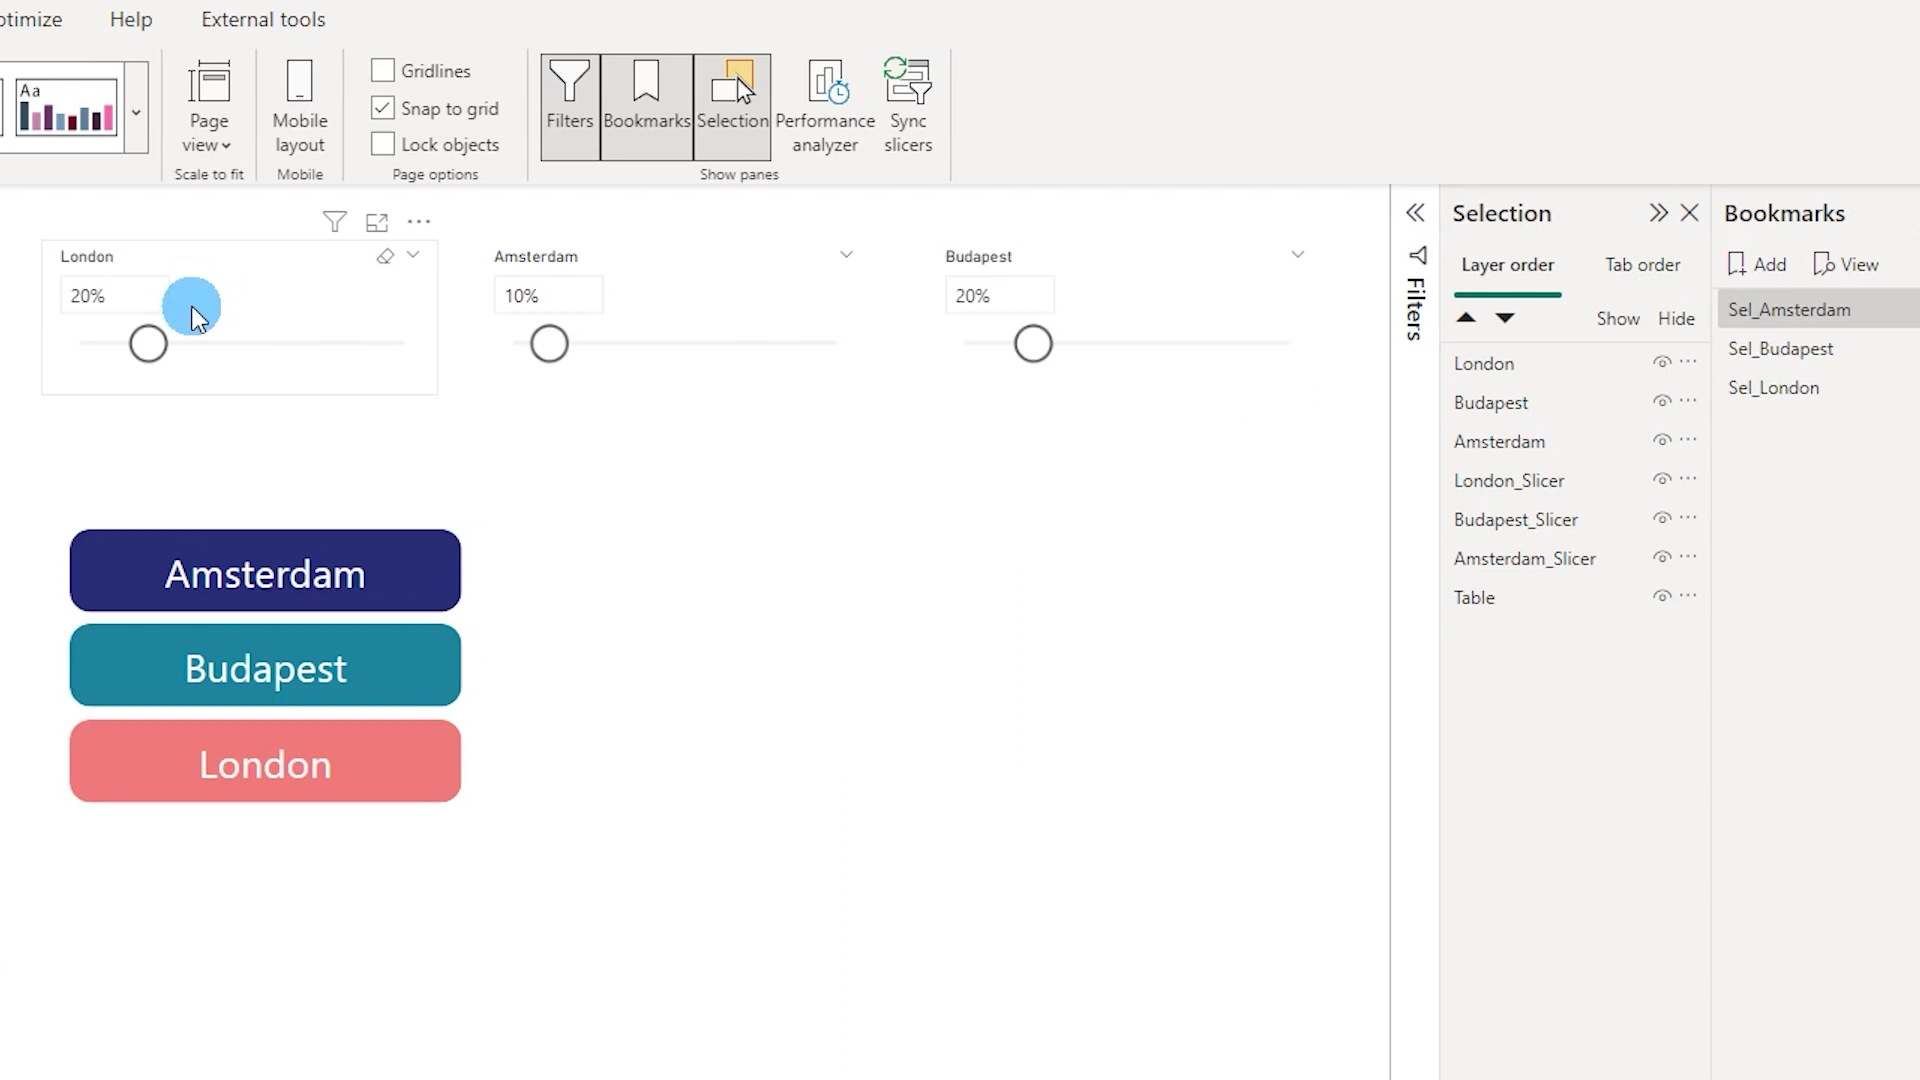 ptimize Help External tools
Aa
Page view
Mobile layout
Gridlines
Snap to grid
Lock objects
Filters Bookmarks Selection
Performance analyzer
Sync slicers
Scale to fit Mobile Page options Show panes
London
20%
Amsterdam
10%
Budapest
20%
Amsterdam
Budapest
London
Filters
Selection
Layer order Tab order
Show Hide
London
Budapest
Amsterdam
London_Slicer
Budapest_Slicer
Amsterdam_Slicer
Table
Bookmarks
Add View
Sel_Amsterdam
Sel_Budapest
Sel_London